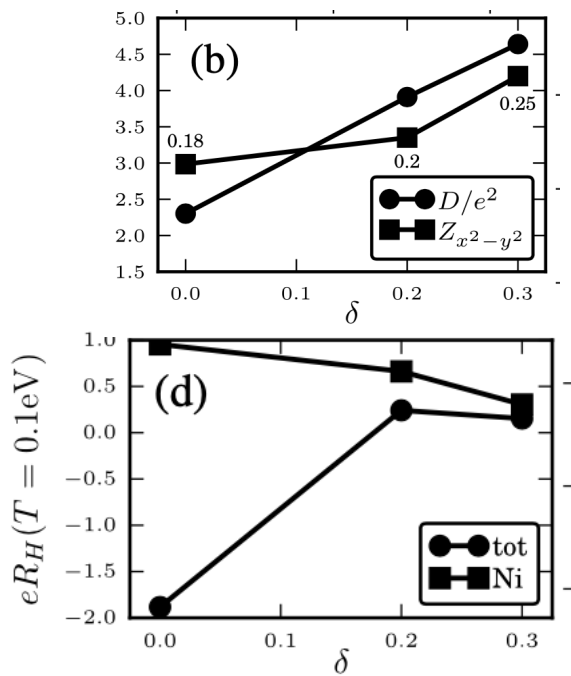 5.0
4.5
4.0
3.5
3.0
2.5
2.0
1.5
(b)
0.18
0.2
0.25
D/e²
Z_{x²−y²}
0.0 0.1 0.2 0.3
δ
eR_H(T = 0.1eV)
1.0
0.5
0.0
−0.5
−1.0
−1.5
−2.0
(d)
tot
Ni
0.0 0.1 0.2 0.3
δ